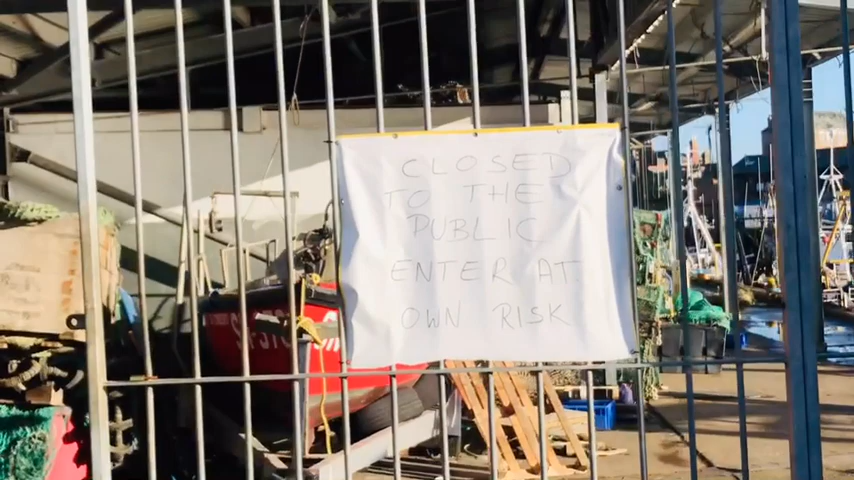 CLOSED
TO THE
PUBLIC
ENTER AT
OWN RISK